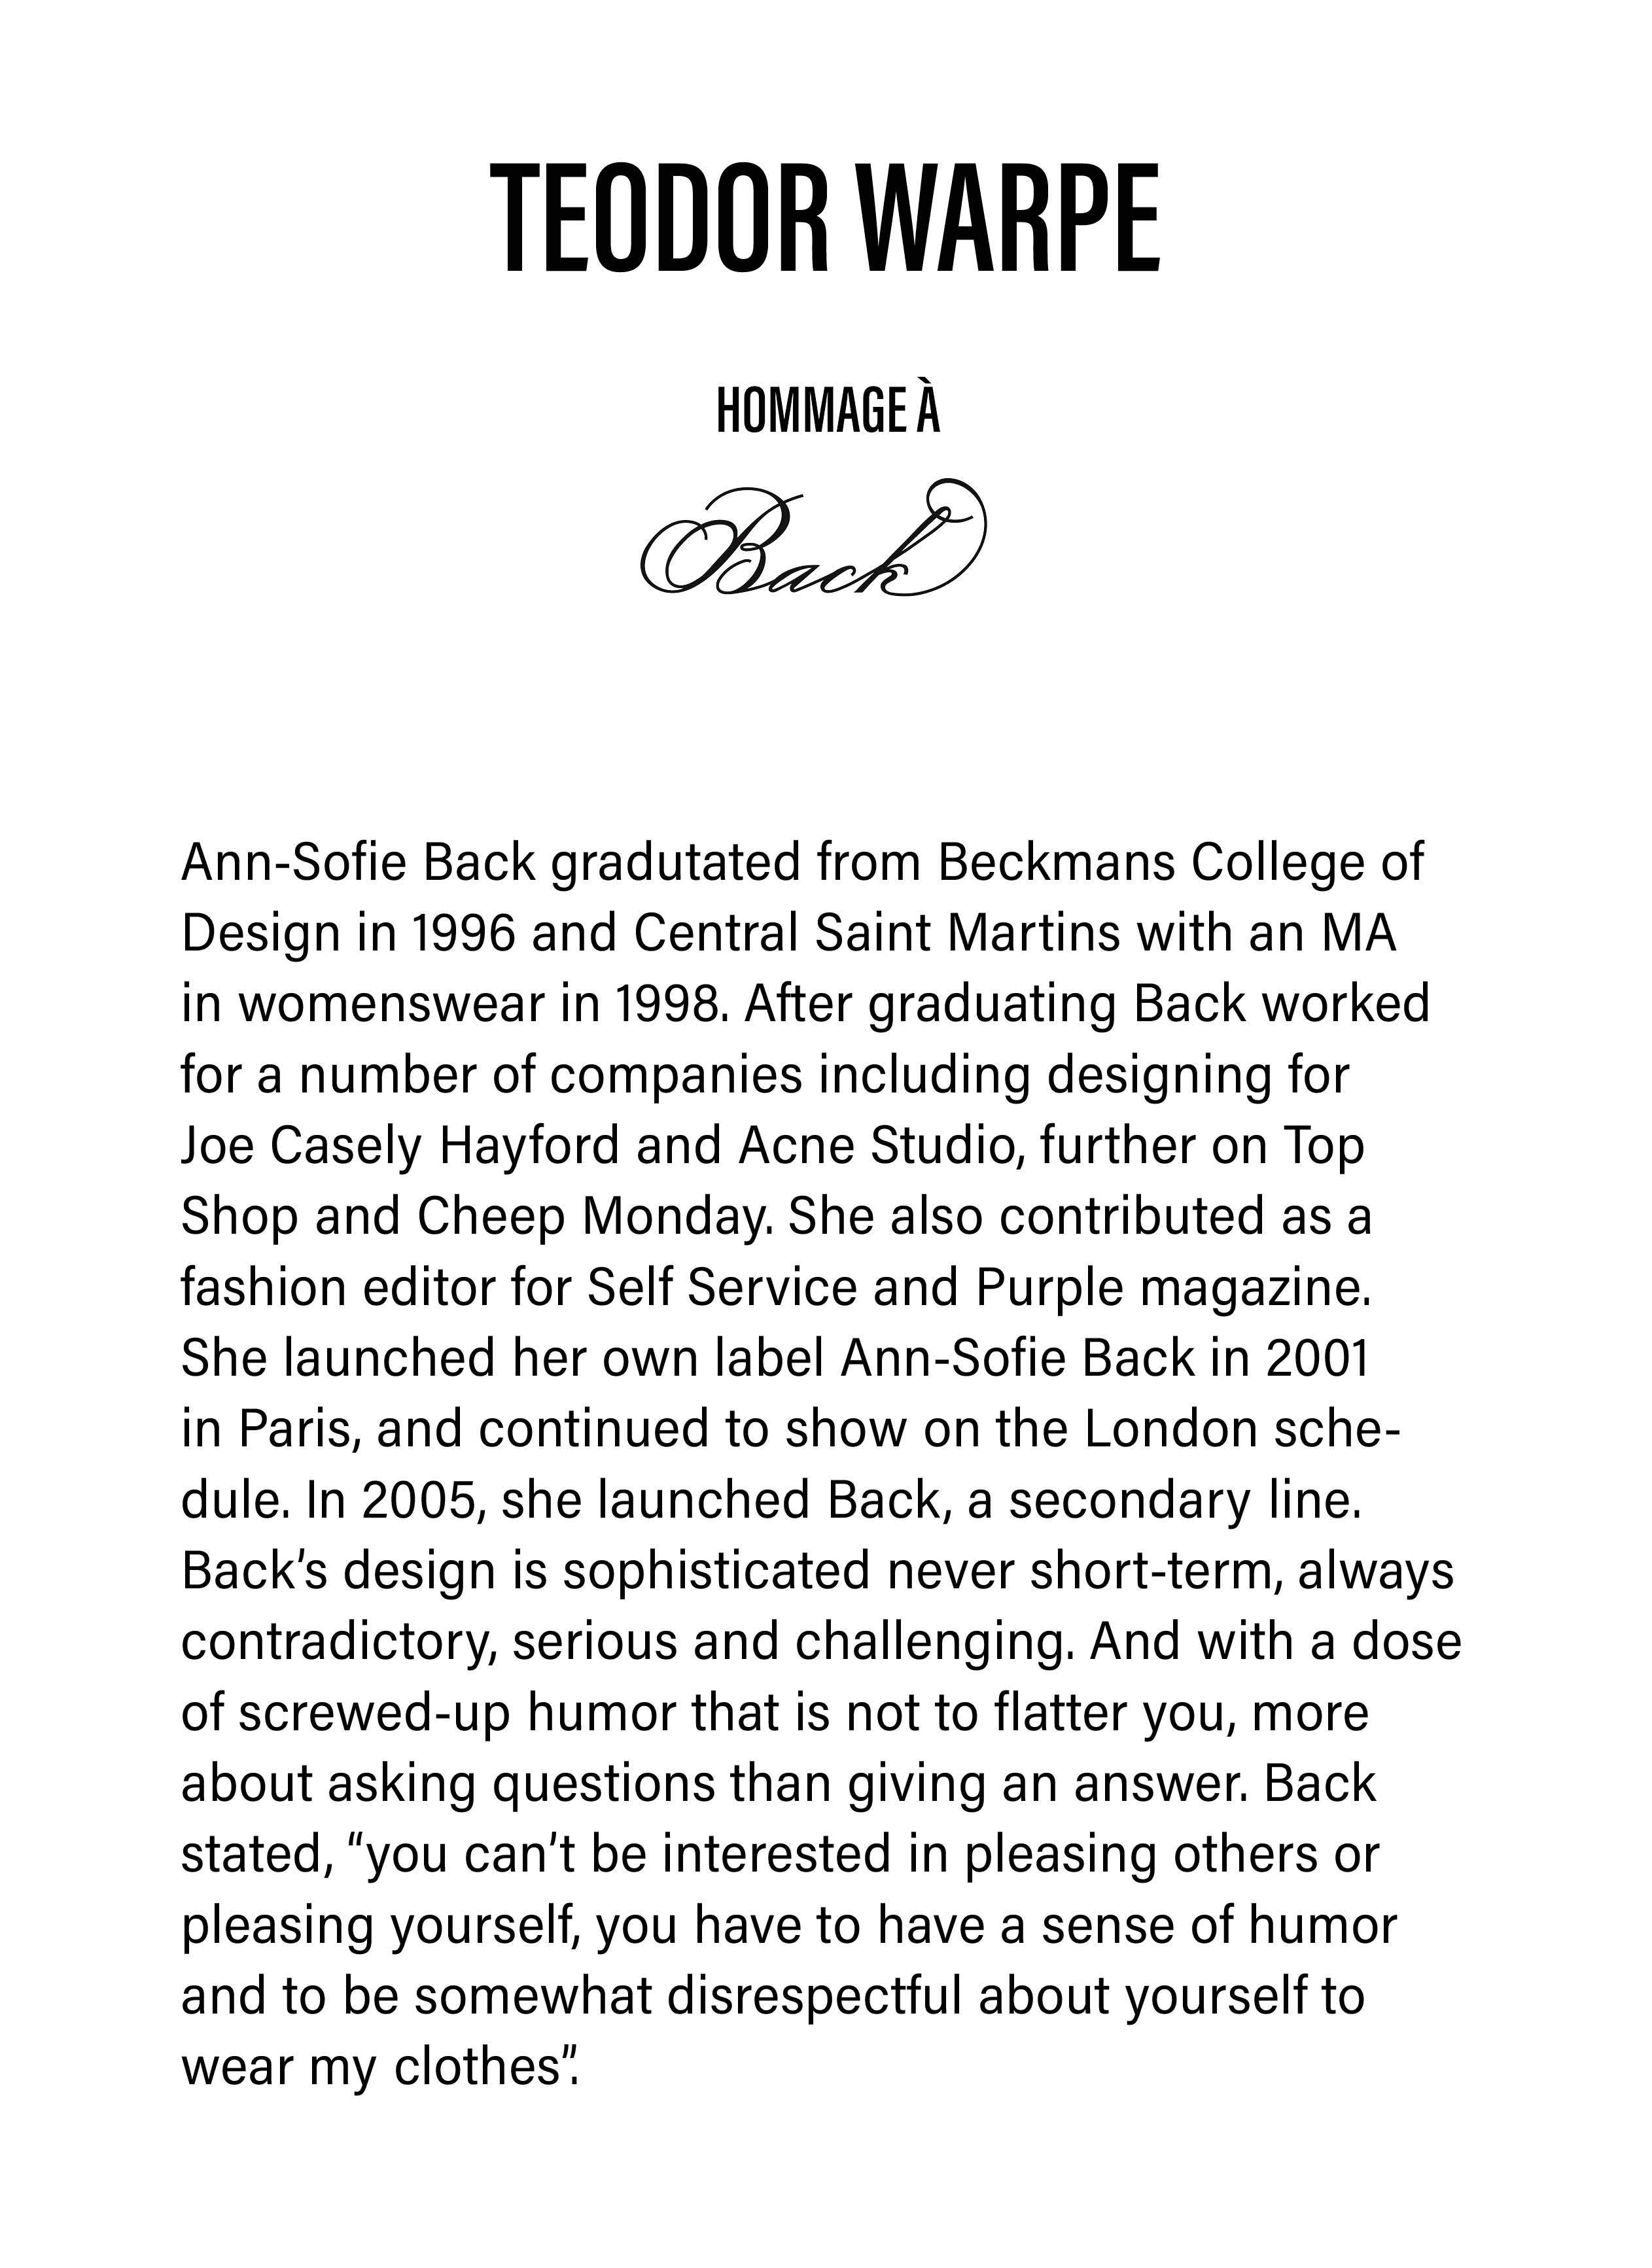 TEODOR WARPE
HOMMAGE À
Back
Ann-Sofie Back gradutated from Beckmans College of
Design in 1996 and Central Saint Martins with an MA
in womenswear in 1998. After graduating Back worked
for a number of companies including designing for
Joe Casely Hayford and Acne Studio, further on Top
Shop and Cheep Monday. She also contributed as a
fashion editor for Self Service and Purple magazine.
She launched her own label Ann-Sofie Back in 2001
in Paris, and continued to show on the London sche-
dule. In 2005, she launched Back, a secondary line.
Back’s design is sophisticated never short-term, always
contradictory, serious and challenging. And with a dose
of screwed-up humor that is not to flatter you, more
about asking questions than giving an answer. Back
stated, “you can’t be interested in pleasing others or
pleasing yourself, you have to have a sense of humor
and to be somewhat disrespectful about yourself to
wear my clothes”.